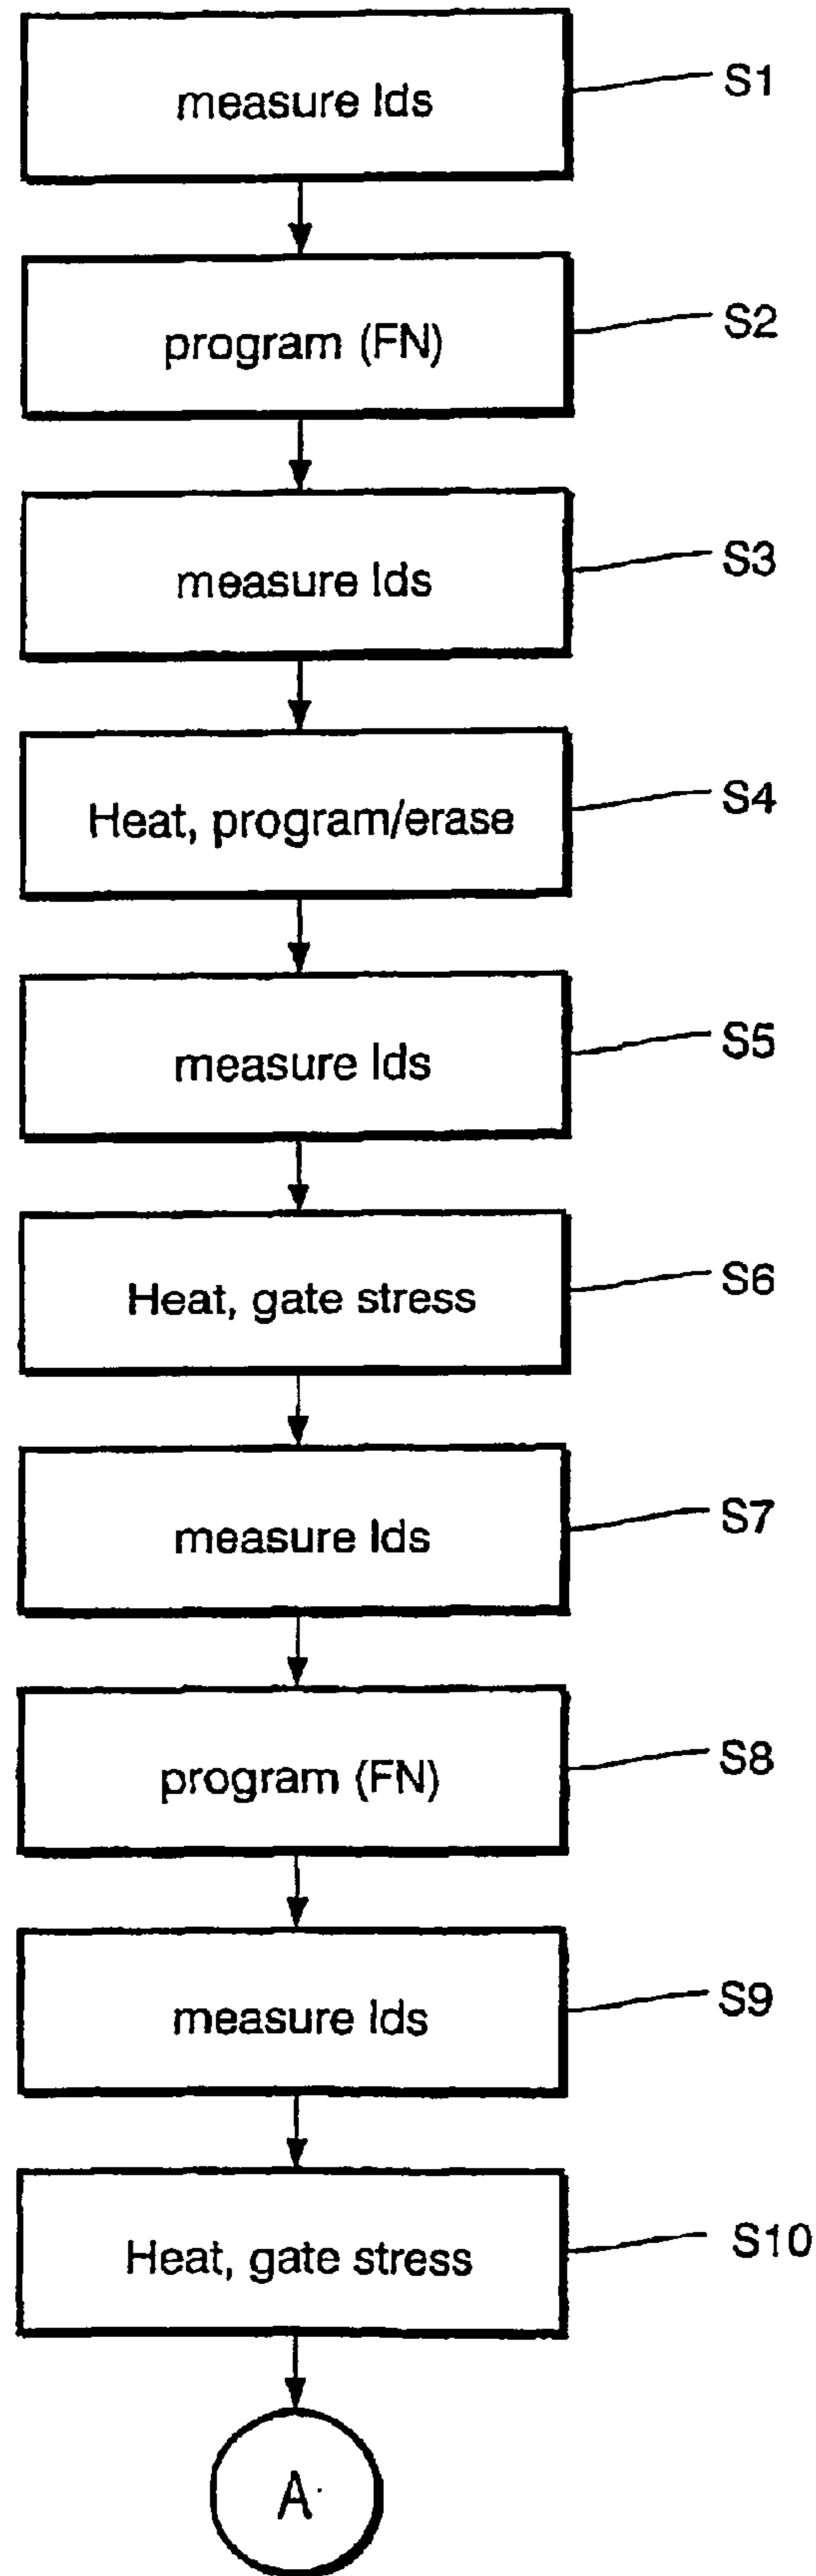 measure Ids
S1
program (FN)
S2
measure Ids
S3
Heat, program/erase
S4
measure Ids
S5
Heat, gate stress
S6
measure Ids
S7
program (FN)
S8
measure Ids
S9
Heat, gate stress
S10
A